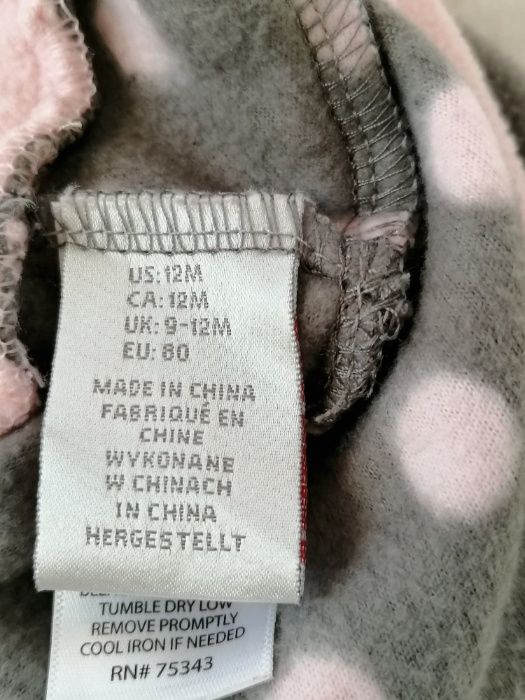 US: 12M
CA: 12M
UK: 9-12M
EU: 80
MADE IN CHINA
FABRIQUÉ EN
CHINE
WYKONANE
W CHINACH
IN CHINA
HERGESTELLT
TUMBLE DRY LOW
REMOVE PROMPTLY
COOL IRON IF NEEDED
RN# 75343